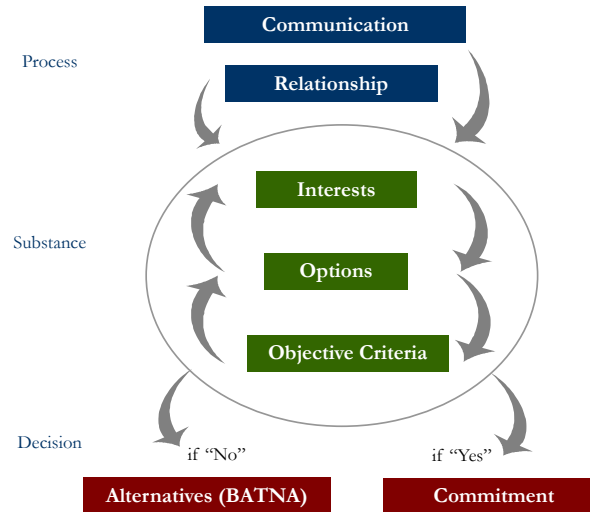 Communication
Process
Relationship
Interests
Substance
Options
Objective Criteria
Decision
if “No”
if “Yes”
Alternatives (BATNA)
Commitment